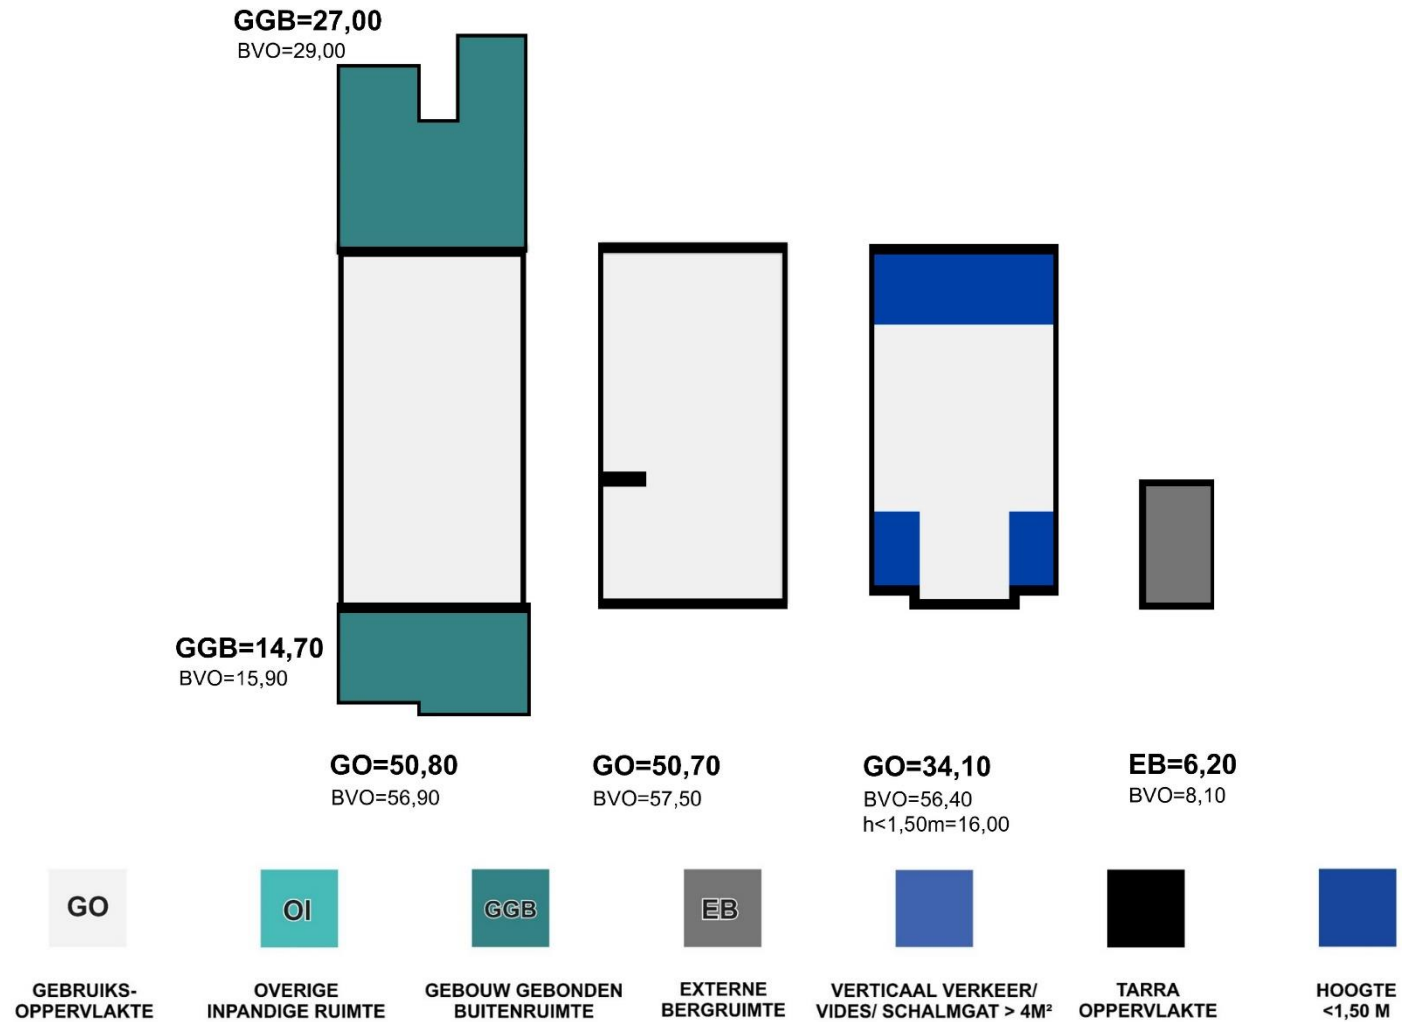 GGB=27,00
BVO=29,00
GGB=14,70
BVO=15,90
GO=50,80
BVO=56,90
GO=50,70
BVO=57,50
GO=34,10
BVO=56,40
h<1,50m=16,00
EB=6,20
BVO=8,10
GO
OI
GGB
EB
GEBRUIKS-
OPPERVLAKTE
OVERIGE
INPANDIGE RUIMTE
GEBOUW GEBONDEN
BUITENRUIMTE
EXTERNE
BERGRUIMTE
VERTICAAL VERKEER/
VIDES/ SCHALMGAT > 4M²
TARRA
OPPERVLAKTE
HOOGTE
<1,50 M